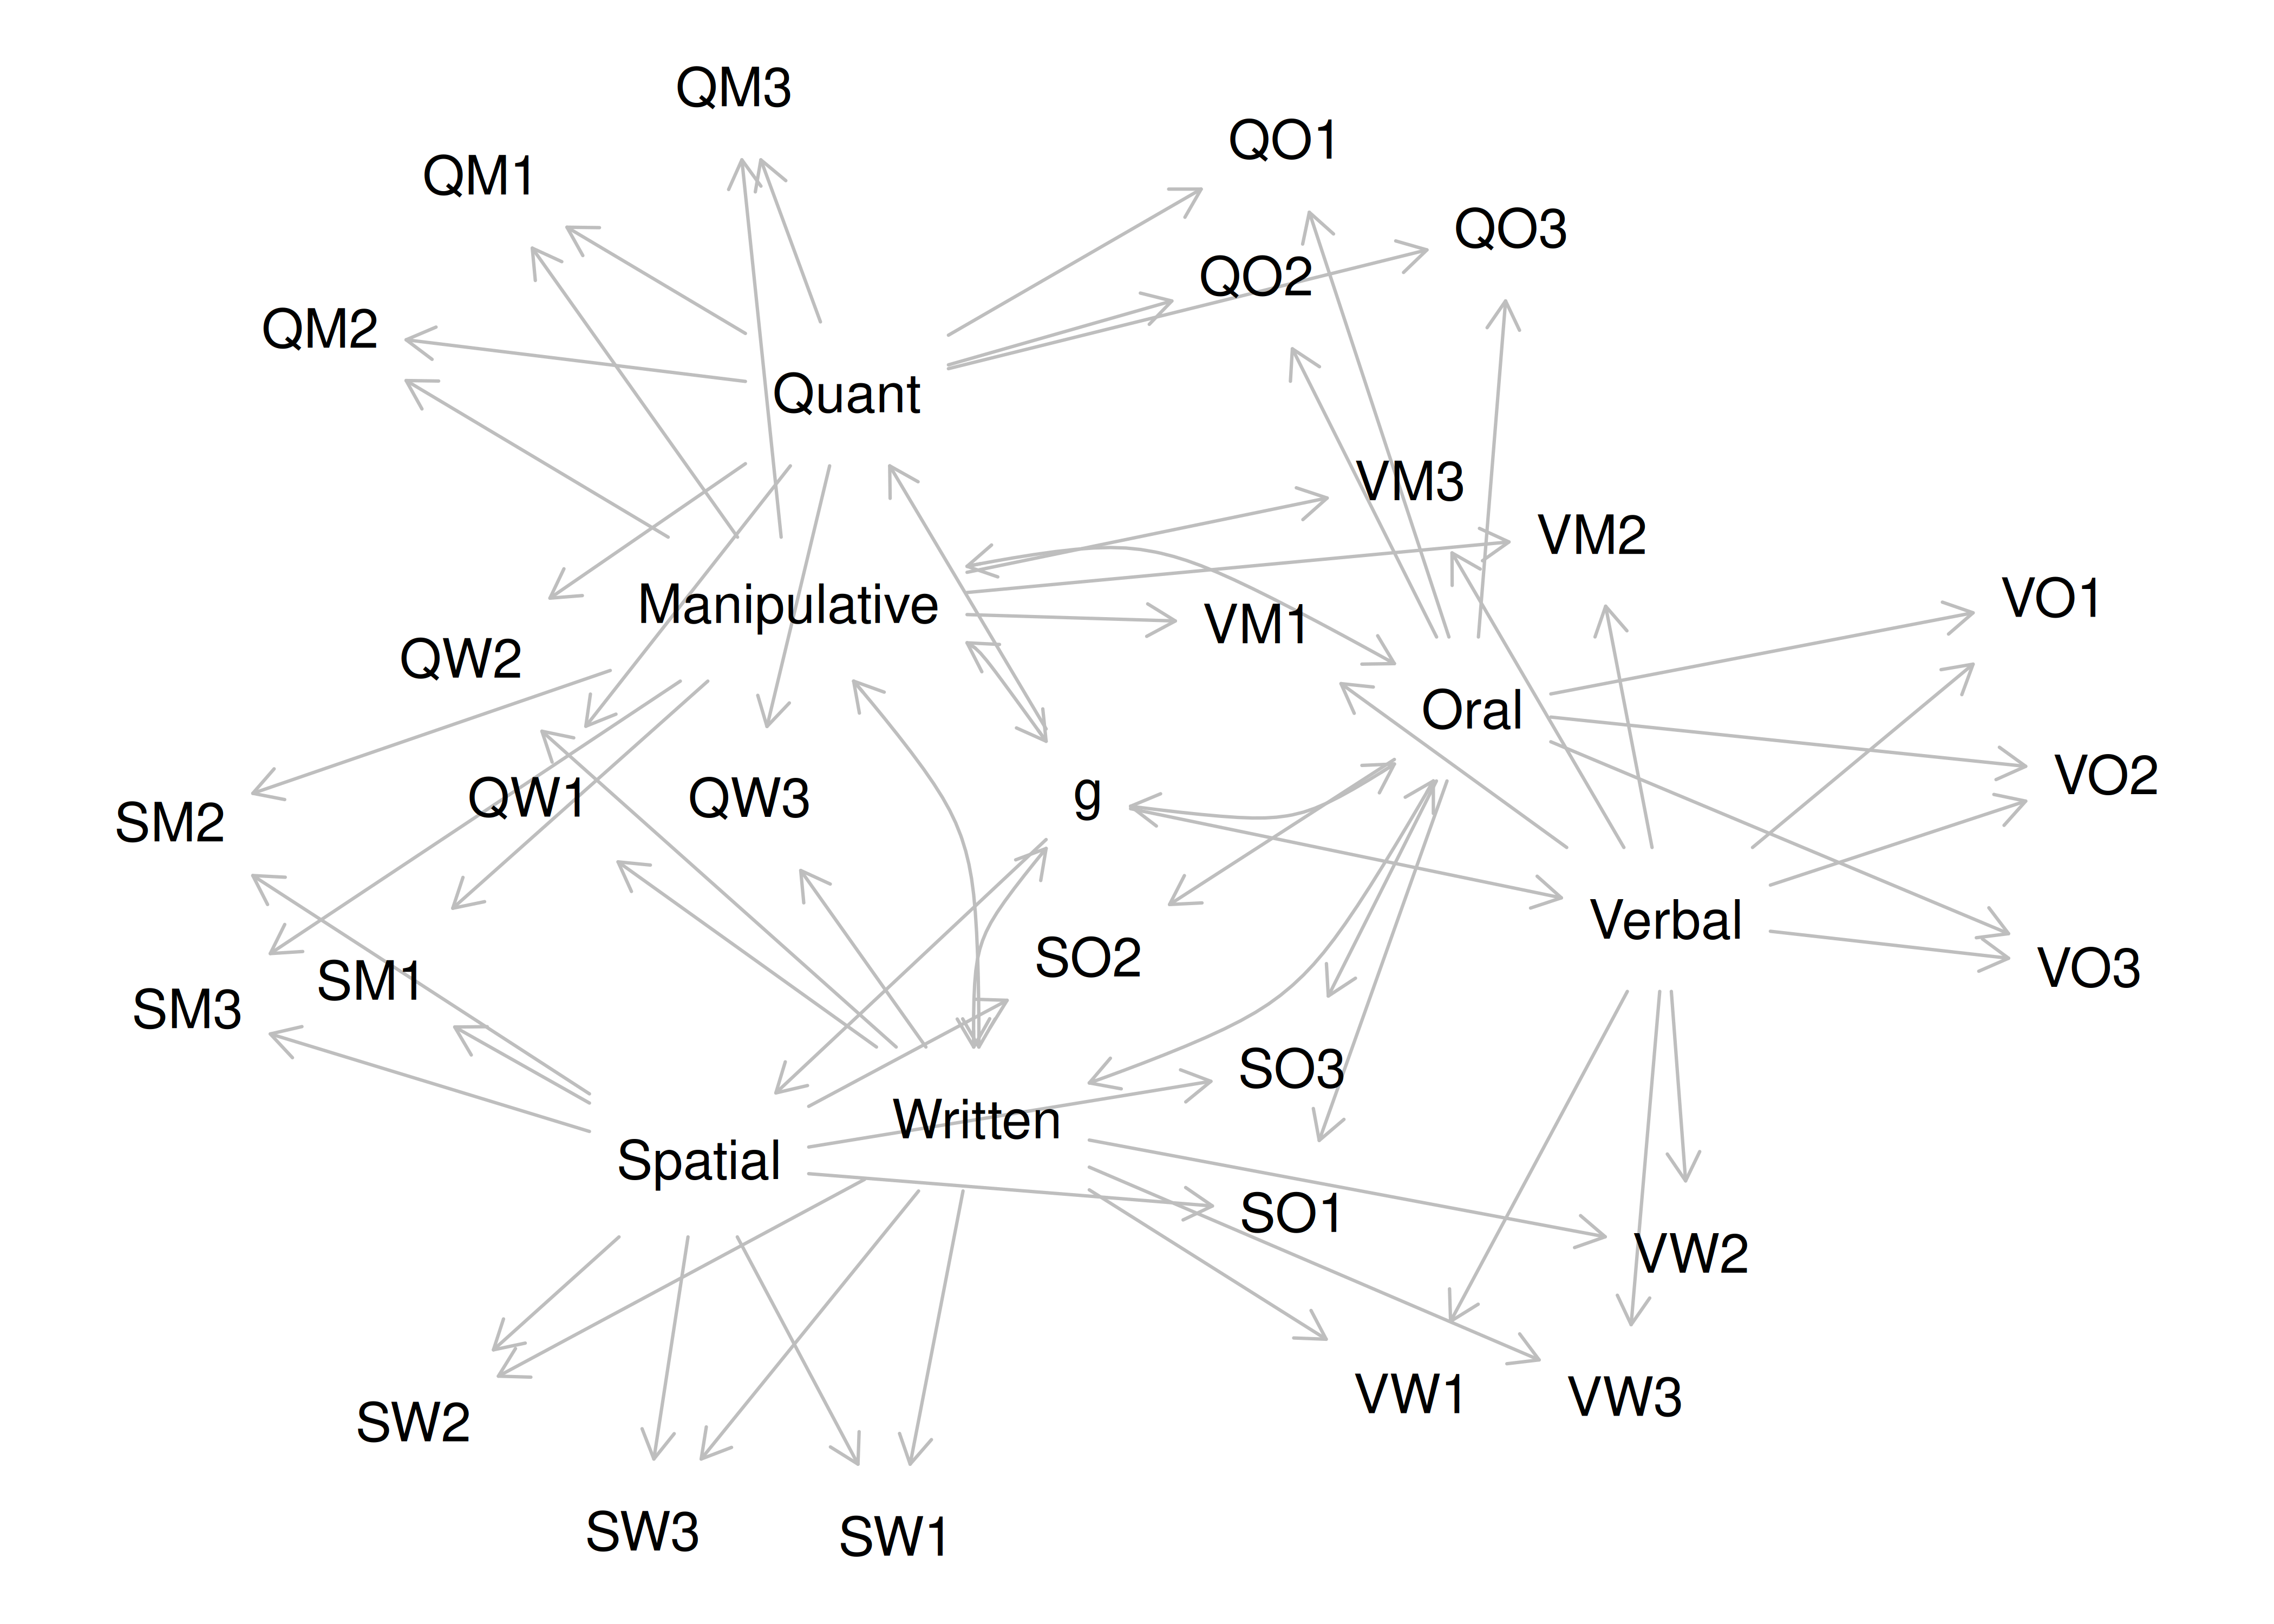 QM3
QO1
QM1
QO3
QO2
QM2
Quant
VM3
VM2
VO1
Manipulative
VM1
QW2
Oral
VO2
QW1
QW3
g
SM2
Verbal
SO2
VO3
SM1
SM3
SO3
Written
Spatial
SO1
VW2
VW1
VW3
SW2
SW3
SW1